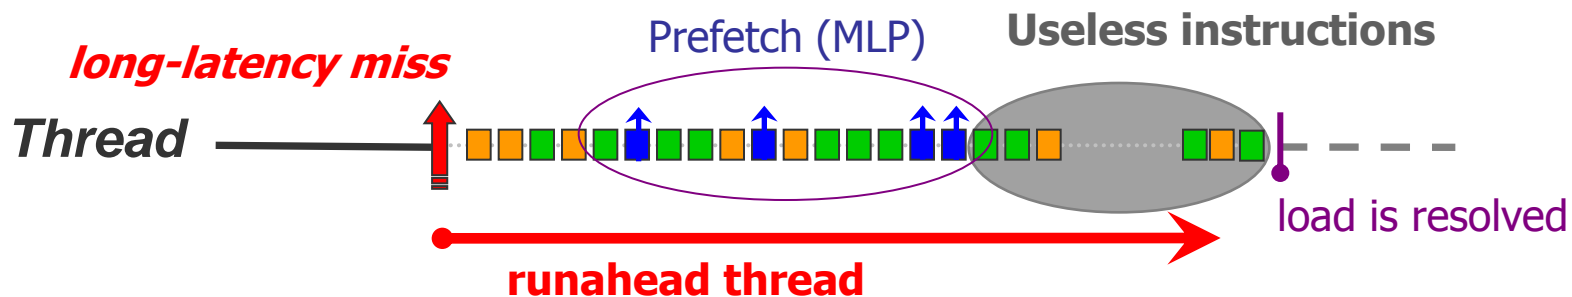 Prefetch (MLP)
Useless instructions
long-latency miss
Thread
load is resolved
runahead thread